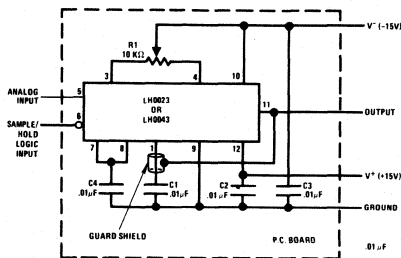 V⁻ (−15V)
R1
10 KΩ
3
4
10
ANALOG
INPUT
5
LH0023
OR
LH0043
11
OUTPUT
SAMPLE/
HOLD
LOGIC
INPUT
6
7
8
1
9
12
V⁺ (+15V)
C4
.01μF
C1
.01μF
C2
.01μF
C3
.01μF
GROUND
GUARD SHIELD
P.C. BOARD
.01μF